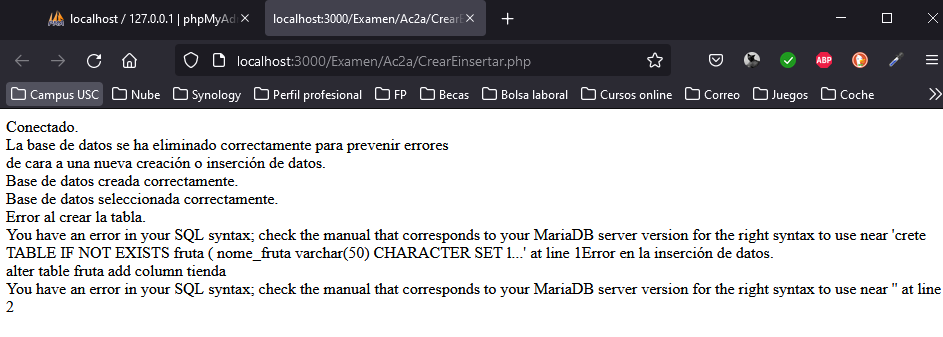 localhost / 127.0.0.1 | phpMyAd
localhost:3000/Examen/Ac2a/CrearE
localhost:3000/Examen/Ac2a/CrearEinsertar.php
ABP
Campus USC Nube Synology Perfil profesional FP Becas Bolsa laboral Cursos online Correo Juegos Coche
Conectado.
La base de datos se ha eliminado correctamente para prevenir errores
de cara a una nueva creación o inserción de datos.
Base de datos creada correctamente.
Base de datos seleccionada correctamente.
Error al crear la tabla.
You have an error in your SQL syntax; check the manual that corresponds to your MariaDB server version for the right syntax to use near 'crete
TABLE IF NOT EXISTS fruta ( nome_fruta varchar(50) CHARACTER SET l...' at line 1Error en la inserción de datos.
alter table fruta add column tienda
You have an error in your SQL syntax; check the manual that corresponds to your MariaDB server version for the right syntax to use near '' at line
2